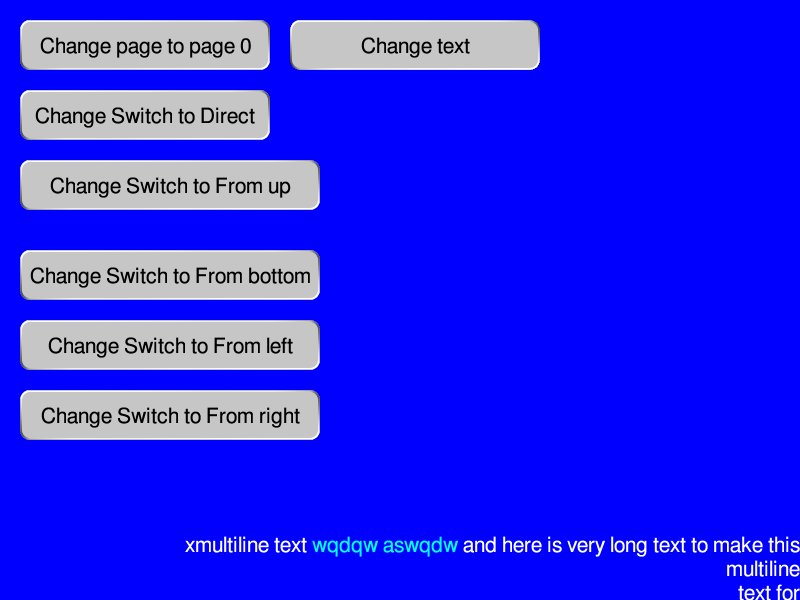 Change page to page 0
Change text
Change Switch to Direct
Change Switch to From up
Change Switch to From bottom
Change Switch to From left
Change Switch to From right
xmultiline text wqdqw aswqdw and here is very long text to make this
multiline
text for